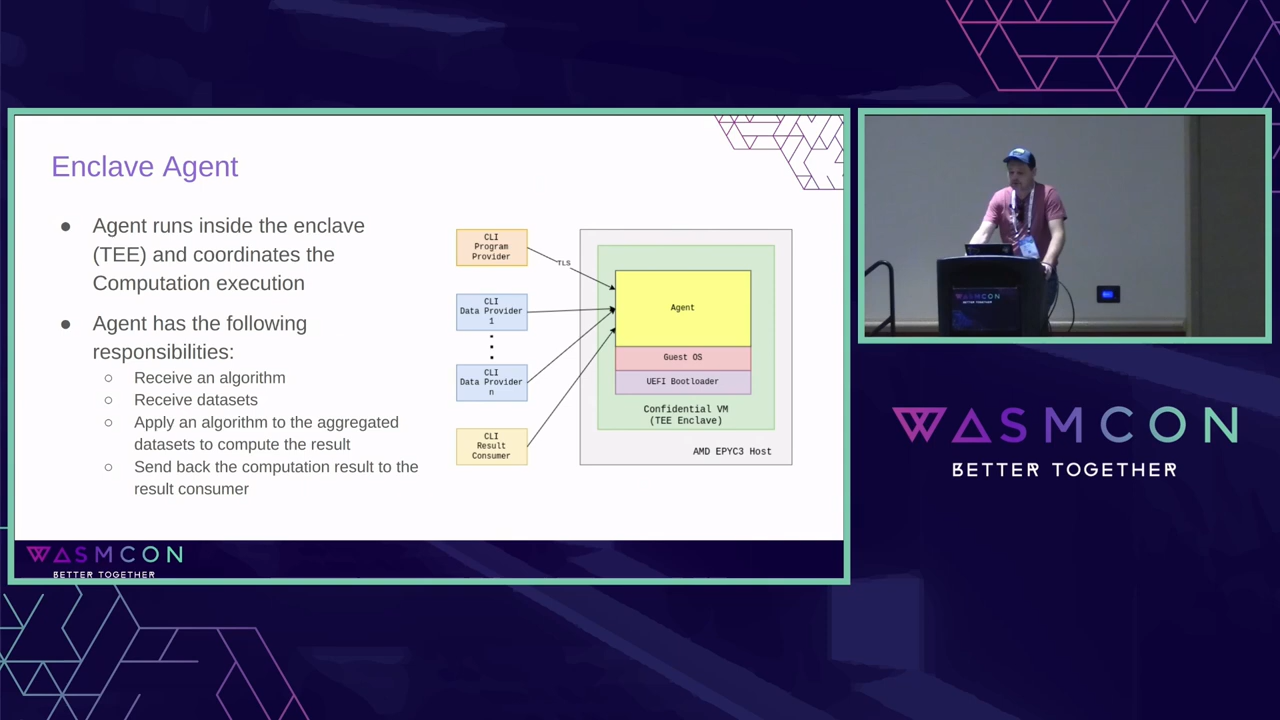 Enclave Agent
● Agent runs inside the enclave
(TEE) and coordinates the
Computation execution
● Agent has the following
responsibilities:
○ Receive an algorithm
○ Receive datasets
○ Apply an algorithm to the aggregated
datasets to compute the result
○ Send back the computation result to the
result consumer
CLI
Program
Provider
TLS
CLI
Data Provider
1
CLI
Data Provider
n
CLI
Result
Consumer
Agent
Guest OS
UEFI Bootloader
Confidential VM
(TEE Enclave)
AMD EPYC3 Host
WASMCON
BETTER TOGETHER
WASMCON
WASMCON
BETTER TOGETHER